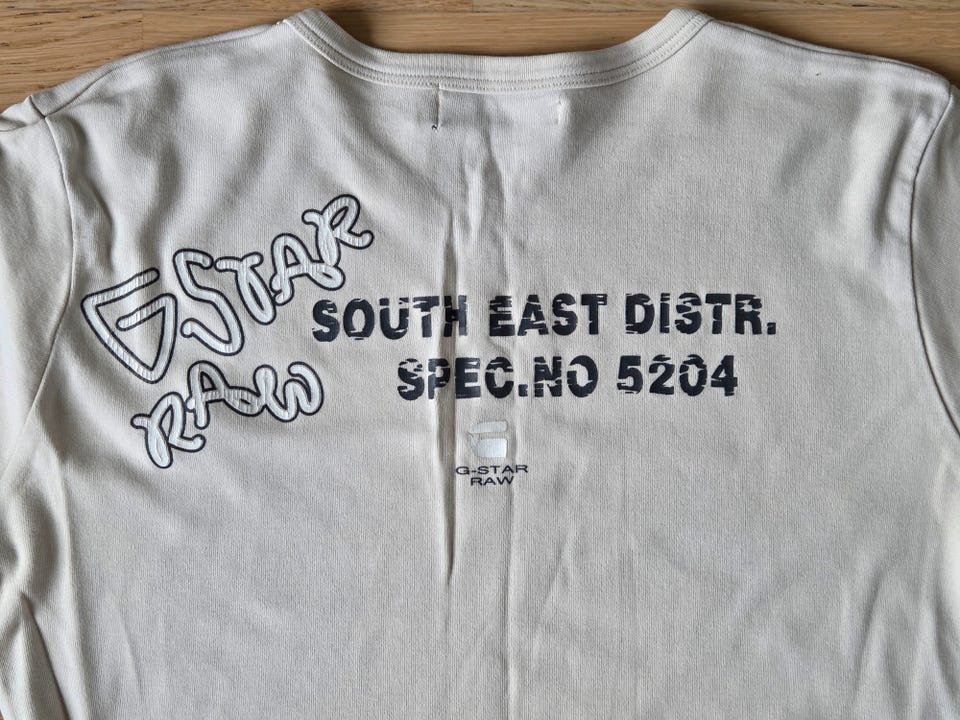 GSTAR
RAW
SOUTH EAST DISTR.
SPEC.NO 5204
G-STAR
RAW